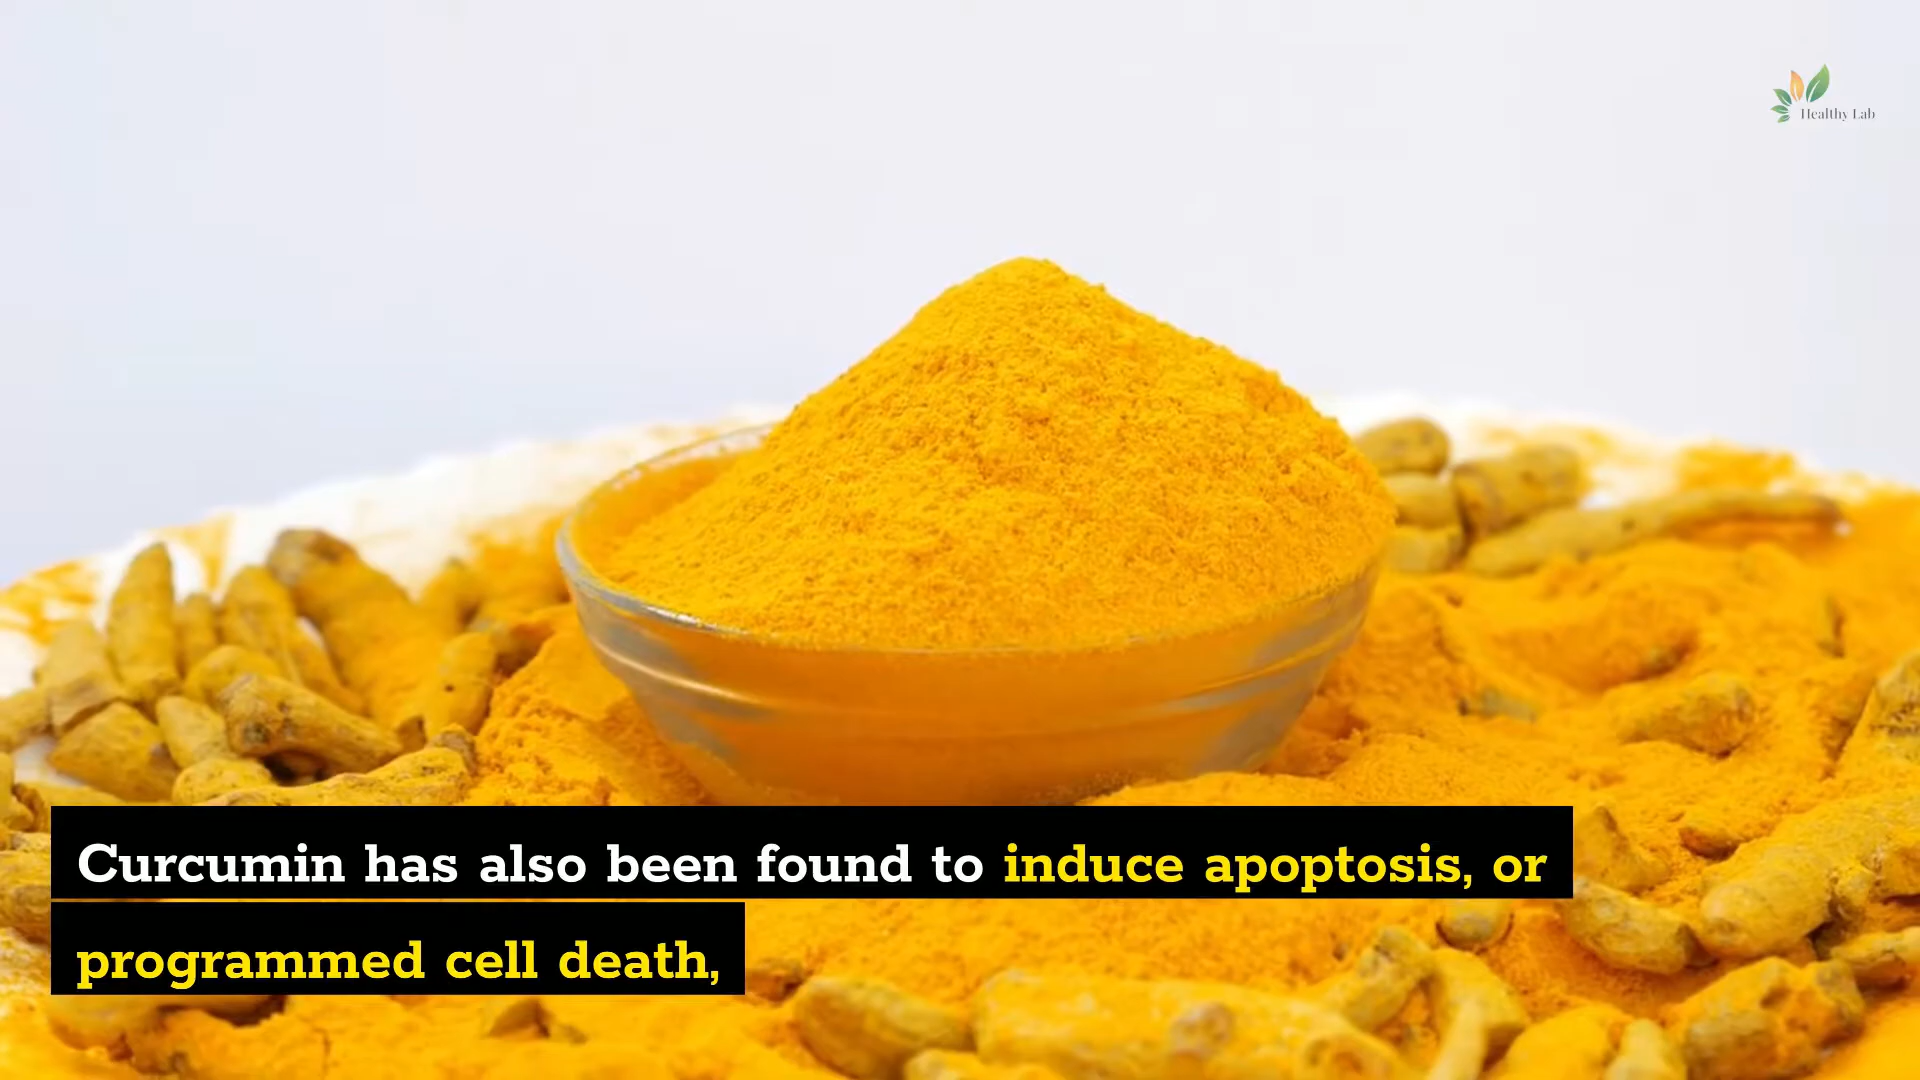 Healthy Lab
Curcumin has also been found to induce apoptosis, or
programmed cell death,